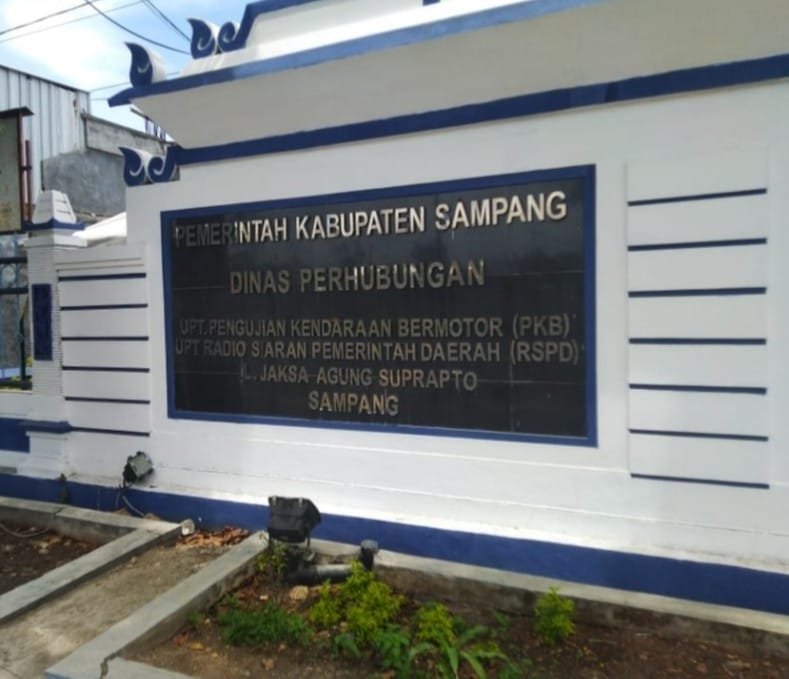 PEMERINTAH KABUPATEN SAMPANG
DINAS PERHUBUNGAN
UPT. PENGUJIAN KENDARAAN BERMOTOR (PKB)
UPT RADIO SIARAN PEMERINTAH DAERAH (RSPD)
JL. JAKSA AGUNG SUPRAPTO
SAMPANG